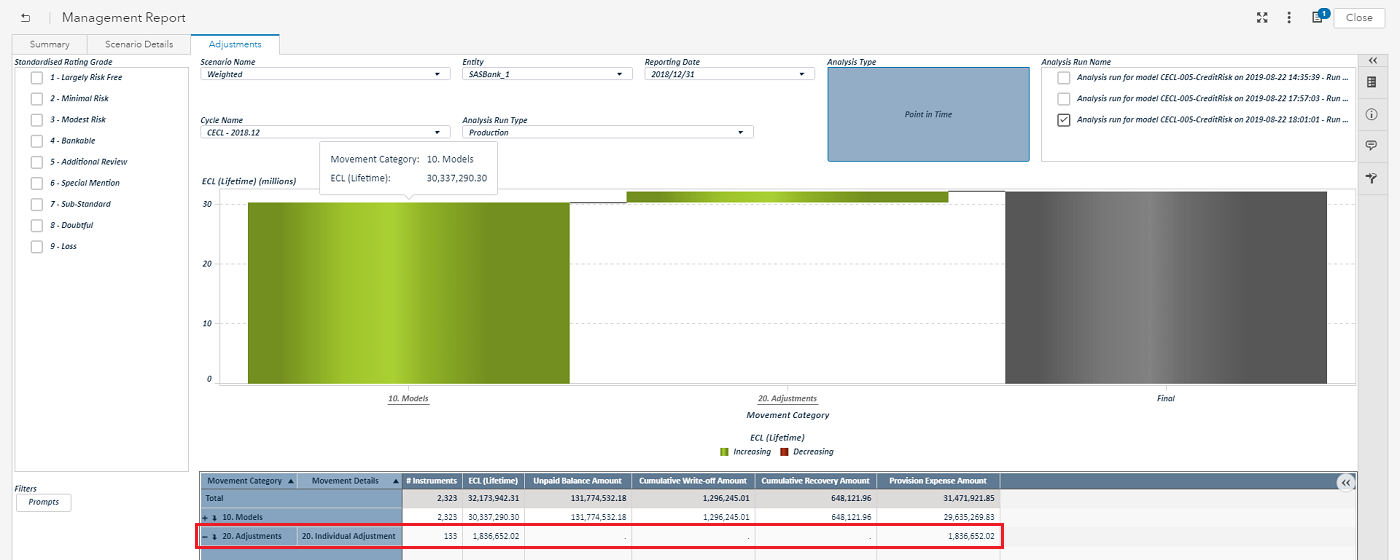 Management Report
1
Close
Summary
Scenario Details
Adjustments
Standardised Rating Grade
1 - Largely Risk Free
2 - Minimal Risk
3 - Modest Risk
4 - Bankable
5 - Additional Review
6 - Special Mention
7 - Sub-Standard
8 - Doubtful
9 - Loss
Scenario Name
Weighted
Entity
SASBank_1
Reporting Date
2018/12/31
Analysis Type
Point in Time
Analysis Run Name
Analysis run for model CECL-005-CreditRisk on 2019-08-22 14:35:39 - Run ...
Analysis run for model CECL-005-CreditRisk on 2019-08-22 17:57:03 - Run ...
Analysis run for model CECL-005-CreditRisk on 2019-08-22 18:01:01 - Run ...
Cycle Name
CECL - 2018.12
Analysis Run Type
Production
Movement Category: 10. Models
ECL (Lifetime): 30,337,290.30
ECL (Lifetime) (millions)
30
20
10
0
10. Models
20. Adjustments
Final
Movement Category
ECL (Lifetime)
Increasing
Decreasing
Filters
Prompts
Movement Category Movement Details # Instruments ECL (Lifetime) Unpaid Balance Amount Cumulative Write-off Amount Cumulative Recovery Amount Provision Expense Amount
Total 2,323 32,173,942.31 131,774,532.18 1,296,245.01 648,121.96 31,471,921.85
10. Models 2,323 30,337,290.30 131,774,532.18 1,296,245.01 648,121.96 29,635,269.83
20. Adjustments 20. Individual Adjustment 133 1,836,652.02 . . . 1,836,652.02